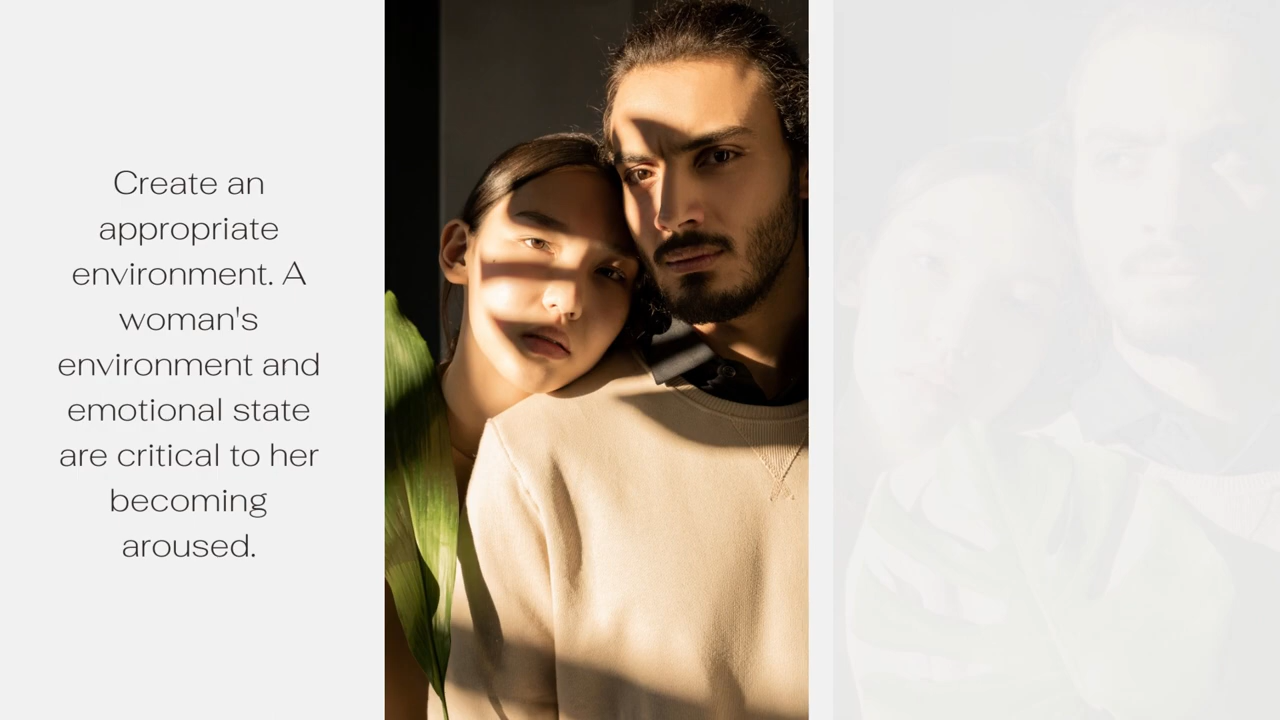 Create an
appropriate
environment. A
woman's
environment and
emotional state
are critical to her
becoming
aroused.